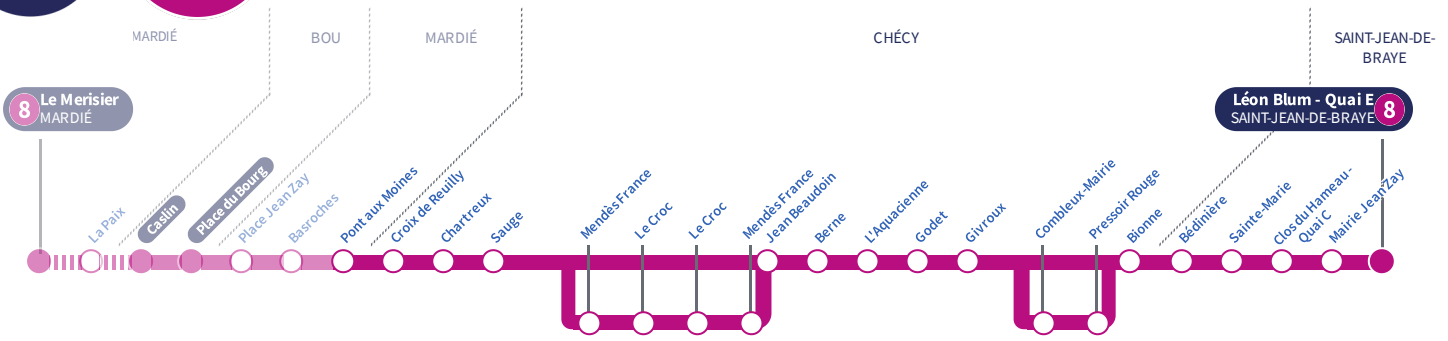 MARDIÉ
BOU
MARDIÉ
CHÉCY
SAINT-JEAN-DE-
BRAYE
8
Le Merisier
MARDIÉ
Léon Blum - Quai E
SAINT-JEAN-DE-BRAYE
8
La Paix
Caslin
Place du Bourg
Place Jean Zay
Basroches
Pont aux Moines
Croix de Reuilly
Chartreux
Sauge
Mendès France
Le Croc
Le Croc
Mendès France
Jean Beaudoin
Berne
L'Aquacienne
Godet
Givroux
Combleux-Mairie
Pressoir Rouge
Bionne
Bédinière
Sainte-Marie
Clos du Hameau-
Quai C
Mairie Jean Zay